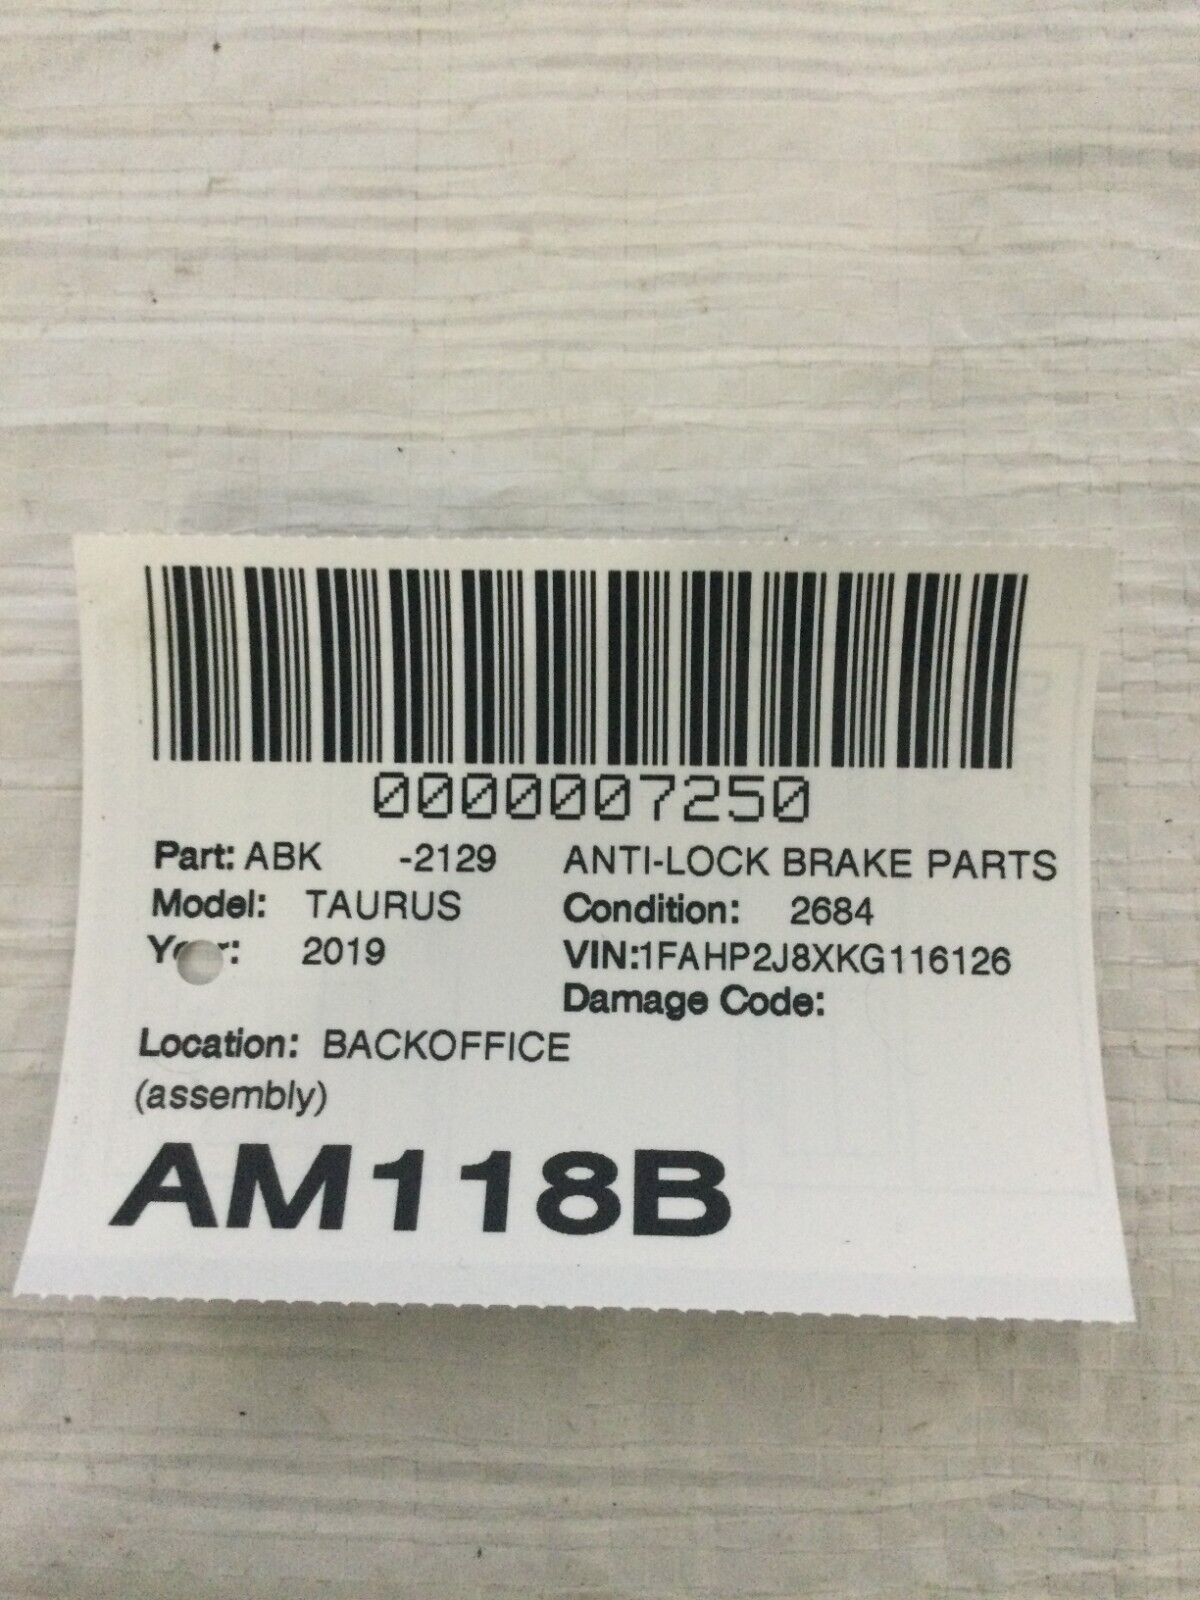 0000007250
Part: ABK -2129 ANTI-LOCK BRAKE PARTS
Model: TAURUS Condition: 2684
Year: 2019 VIN:1FAHP2J8XKG116126
Damage Code:
Location: BACKOFFICE
(assembly)
AM118B